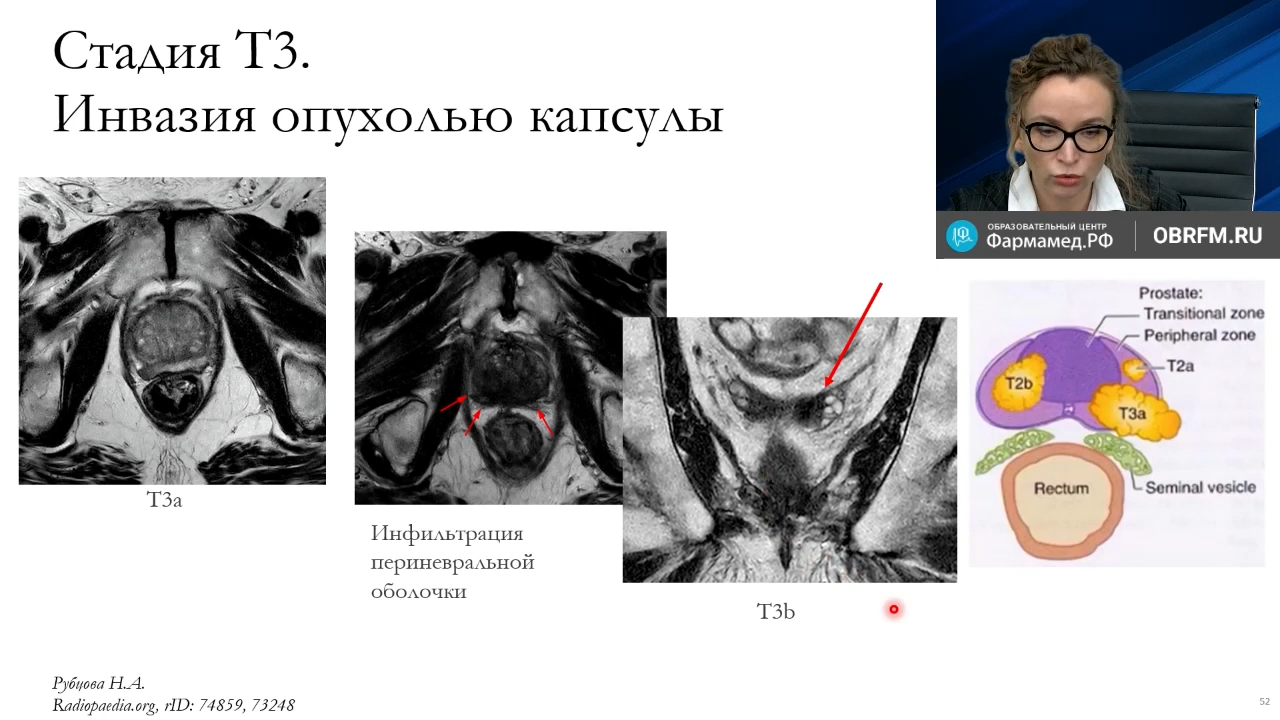 Стадия Т3.
Инвазия опухолью капсулы
ОБРАЗОВАТЕЛЬНЫЙ ЦЕНТР
Фармамед.РФ
OBRFM.RU
Prostate:
Transitional zone
Peripheral zone
T2a
T2b
T3a
Rectum
Seminal vesicle
T3a
Инфильтрация
периневральной
оболочки
T3b
Рубцова Н.А.
Radiopaedia.org, rID: 74859, 73248
52